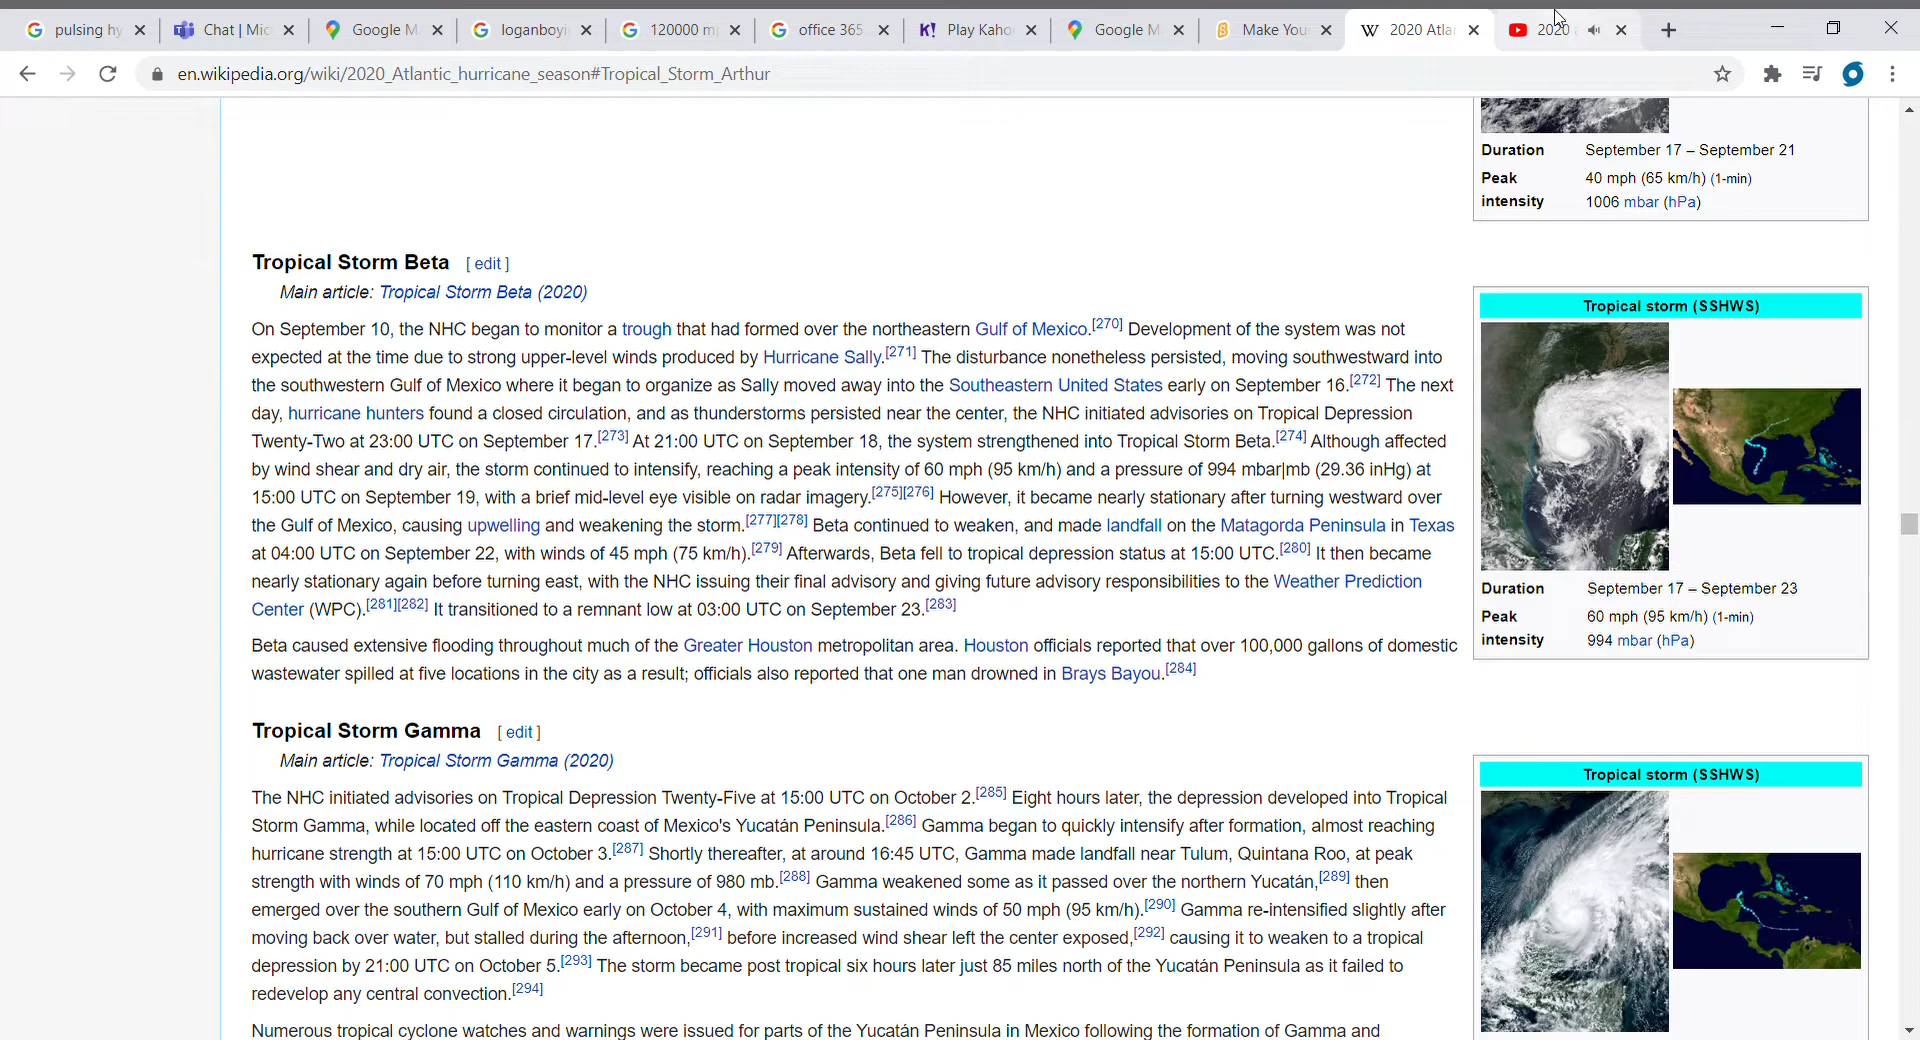 pulsing hy
Chat | Mic
Google M
loganboyi
120000 m
office 365
Play Kaho
Google M
Make You
2020 Atla
2020
en.wikipedia.org/wiki/2020_Atlantic_hurricane_season#Tropical_Storm_Arthur
Duration September 17 – September 21
Peak 40 mph (65 km/h) (1-min)
intensity 1006 mbar (hPa)
Tropical Storm Beta [ edit ]
Main article: Tropical Storm Beta (2020)
On September 10, the NHC began to monitor a trough that had formed over the northeastern Gulf of Mexico.[270] Development of the system was not
expected at the time due to strong upper-level winds produced by Hurricane Sally.[271] The disturbance nonetheless persisted, moving southwestward into
the southwestern Gulf of Mexico where it began to organize as Sally moved away into the Southeastern United States early on September 16.[272] The next
day, hurricane hunters found a closed circulation, and as thunderstorms persisted near the center, the NHC initiated advisories on Tropical Depression
Twenty-Two at 23:00 UTC on September 17.[273] At 21:00 UTC on September 18, the system strengthened into Tropical Storm Beta.[274] Although affected
by wind shear and dry air, the storm continued to intensify, reaching a peak intensity of 60 mph (95 km/h) and a pressure of 994 mbar|mb (29.36 inHg) at
15:00 UTC on September 19, with a brief mid-level eye visible on radar imagery.[275][276] However, it became nearly stationary after turning westward over
the Gulf of Mexico, causing upwelling and weakening the storm.[277][278] Beta continued to weaken, and made landfall on the Matagorda Peninsula in Texas
at 04:00 UTC on September 22, with winds of 45 mph (75 km/h).[279] Afterwards, Beta fell to tropical depression status at 15:00 UTC.[280] It then became
nearly stationary again before turning east, with the NHC issuing their final advisory and giving future advisory responsibilities to the Weather Prediction
Center (WPC).[281][282] It transitioned to a remnant low at 03:00 UTC on September 23.[283]
Beta caused extensive flooding throughout much of the Greater Houston metropolitan area. Houston officials reported that over 100,000 gallons of domestic
wastewater spilled at five locations in the city as a result; officials also reported that one man drowned in Brays Bayou.[284]
Tropical storm (SSHWS)
Duration September 17 – September 23
Peak 60 mph (95 km/h) (1-min)
intensity 994 mbar (hPa)
Tropical Storm Gamma [ edit ]
Main article: Tropical Storm Gamma (2020)
The NHC initiated advisories on Tropical Depression Twenty-Five at 15:00 UTC on October 2.[285] Eight hours later, the depression developed into Tropical
Storm Gamma, while located off the eastern coast of Mexico's Yucatán Peninsula.[286] Gamma began to quickly intensify after formation, almost reaching
hurricane strength at 15:00 UTC on October 3.[287] Shortly thereafter, at around 16:45 UTC, Gamma made landfall near Tulum, Quintana Roo, at peak
strength with winds of 70 mph (110 km/h) and a pressure of 980 mb.[288] Gamma weakened some as it passed over the northern Yucatán,[289] then
emerged over the southern Gulf of Mexico early on October 4, with maximum sustained winds of 50 mph (95 km/h).[290] Gamma re-intensified slightly after
moving back over water, but stalled during the afternoon,[291] before increased wind shear left the center exposed,[292] causing it to weaken to a tropical
depression by 21:00 UTC on October 5.[293] The storm became post tropical six hours later just 85 miles north of the Yucatán Peninsula as it failed to
redevelop any central convection.[294]
Numerous tropical cyclone watches and warnings were issued for parts of the Yucatán Peninsula in Mexico following the formation of Gamma and
Tropical storm (SSHWS)